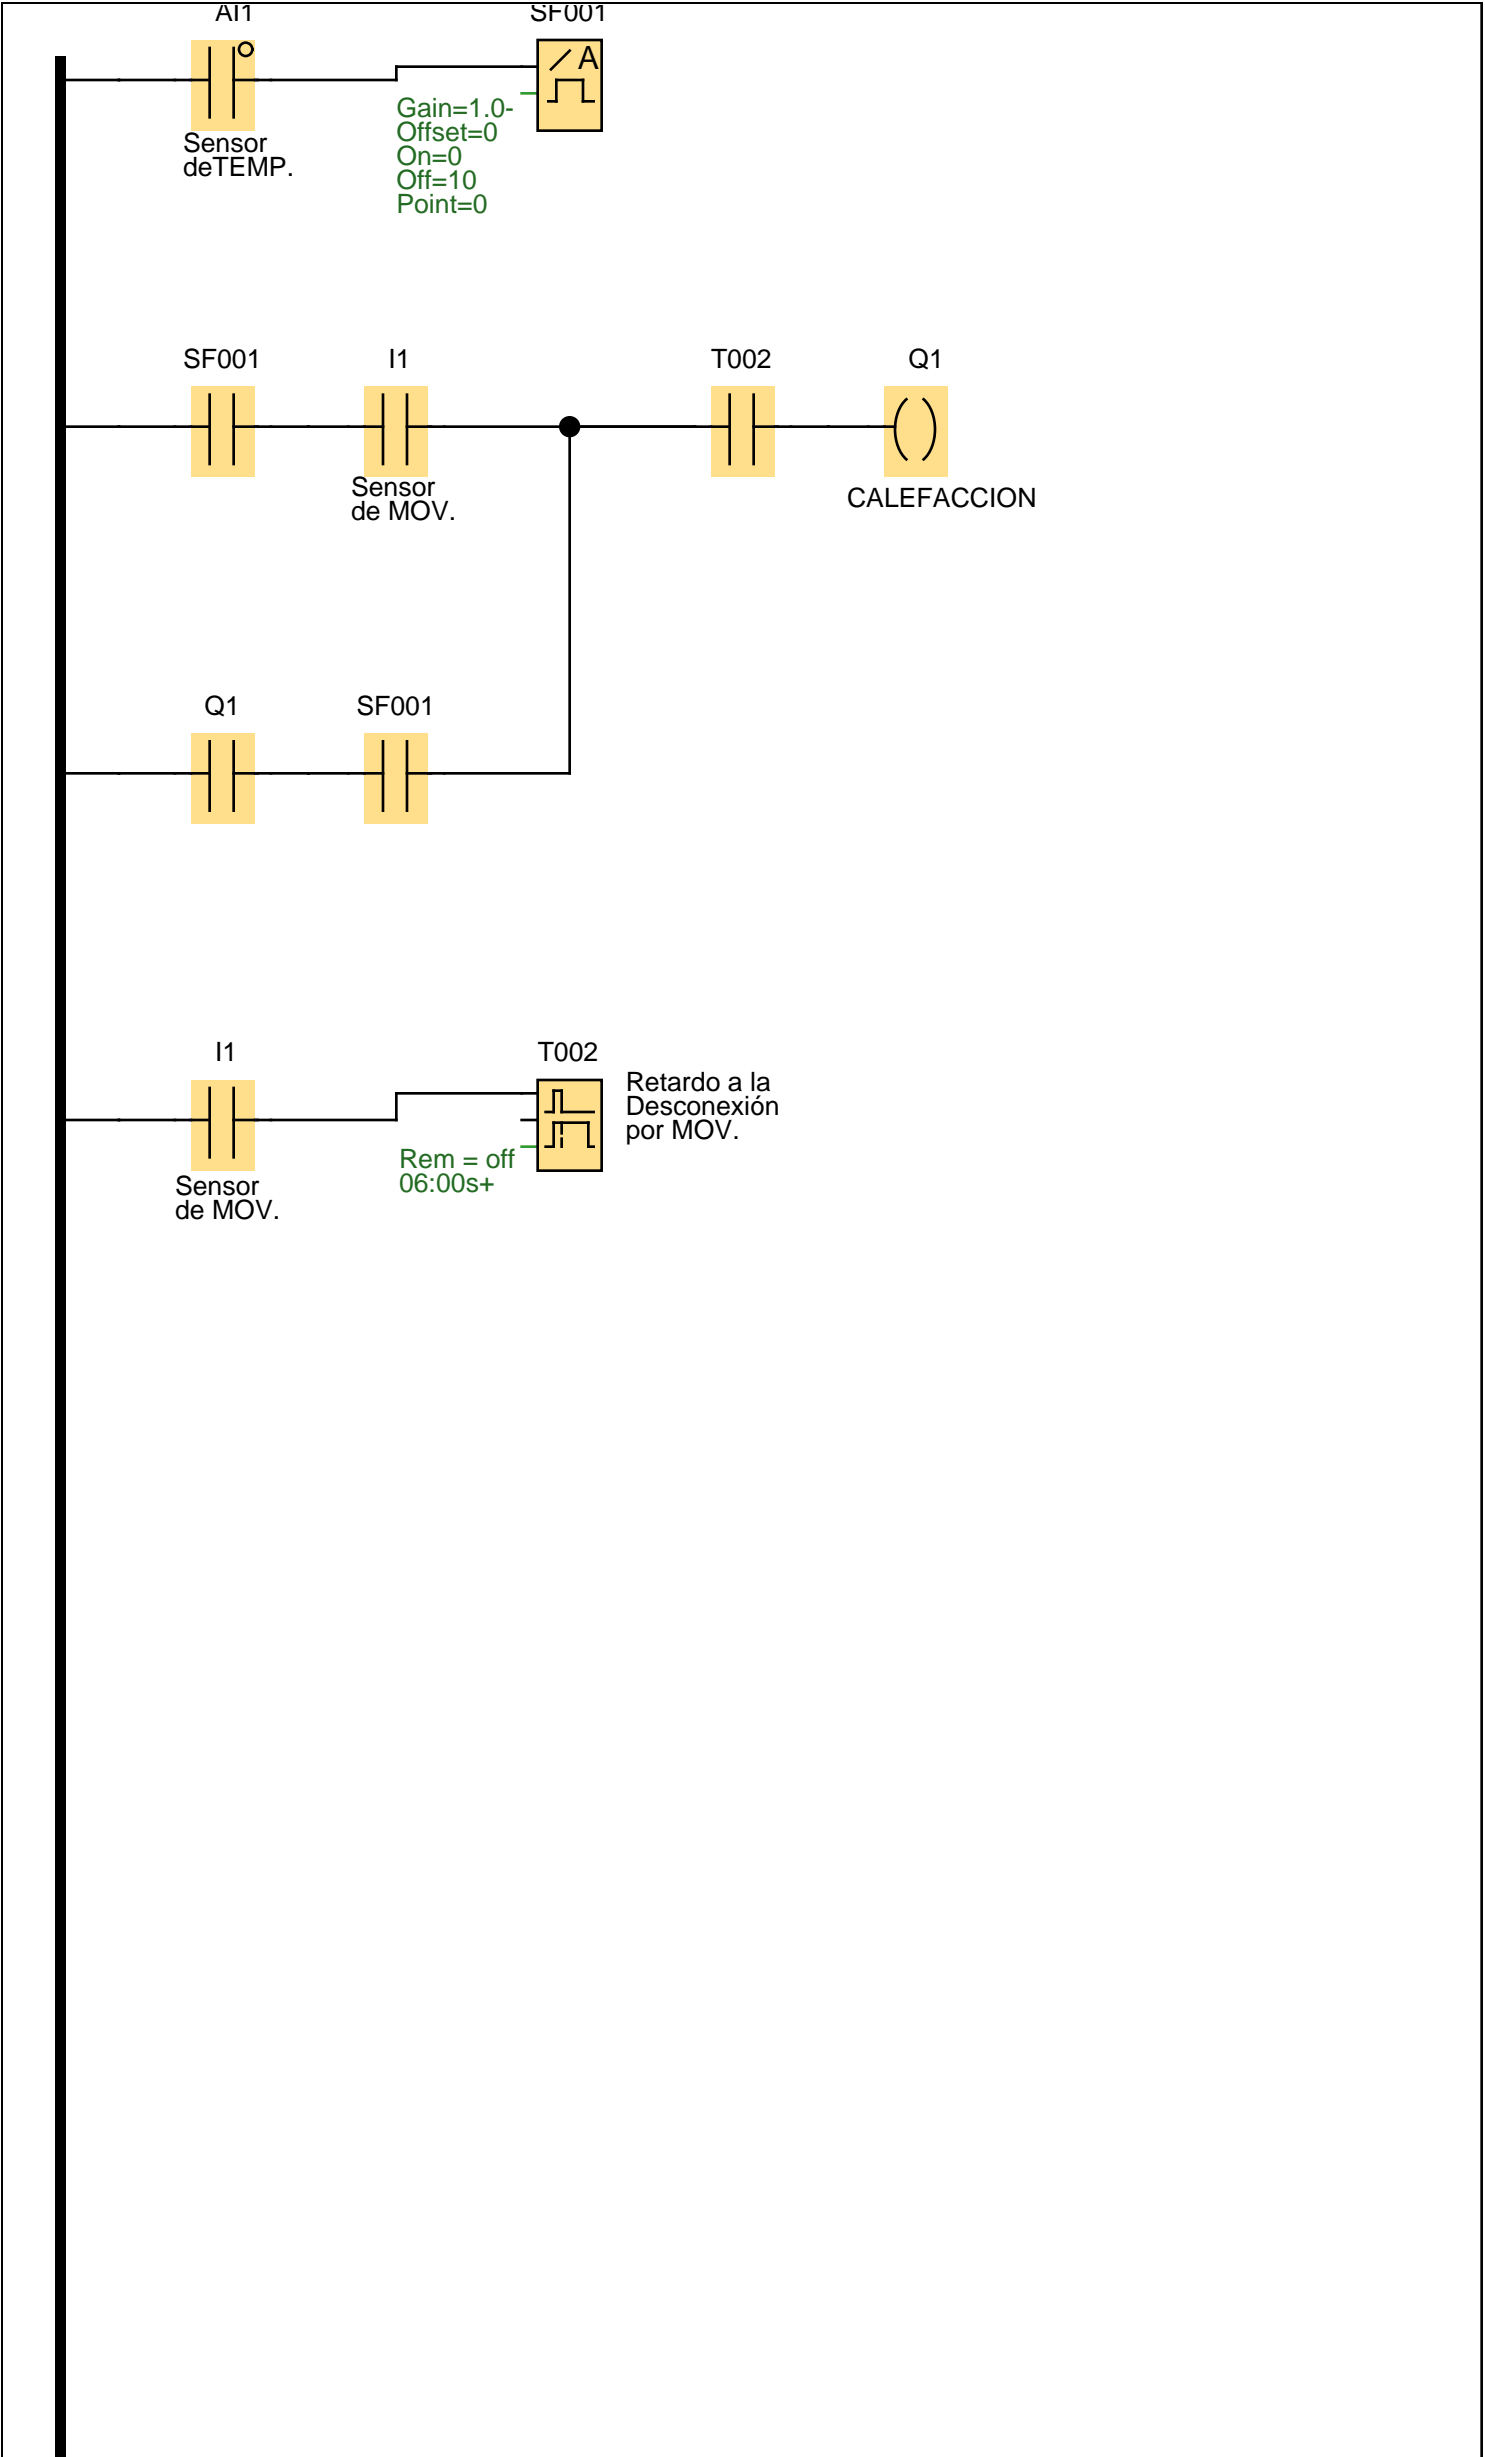 AI1
SF001
A
Sensor
deTEMP.
Gain=1.0-
Offset=0
On=0
Off=10
Point=0
SF001
I1
T002
Q1
Sensor
de MOV.
CALEFACCION
Q1
SF001
I1
T002
Retardo a la
Desconexión
por MOV.
Rem = off
06:00s+
Sensor
de MOV.